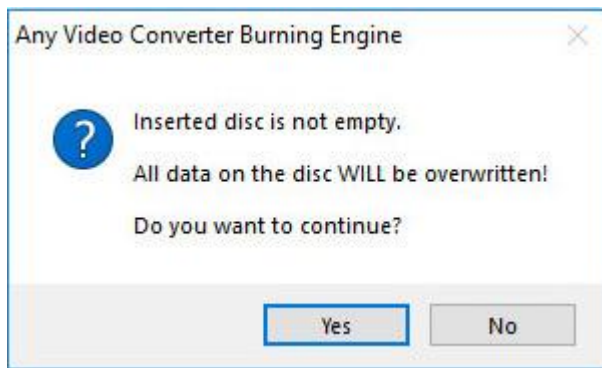 Any Video Converter Burning Engine
Inserted disc is not empty.
All data on the disc WILL be overwritten!
Do you want to continue?
Yes No